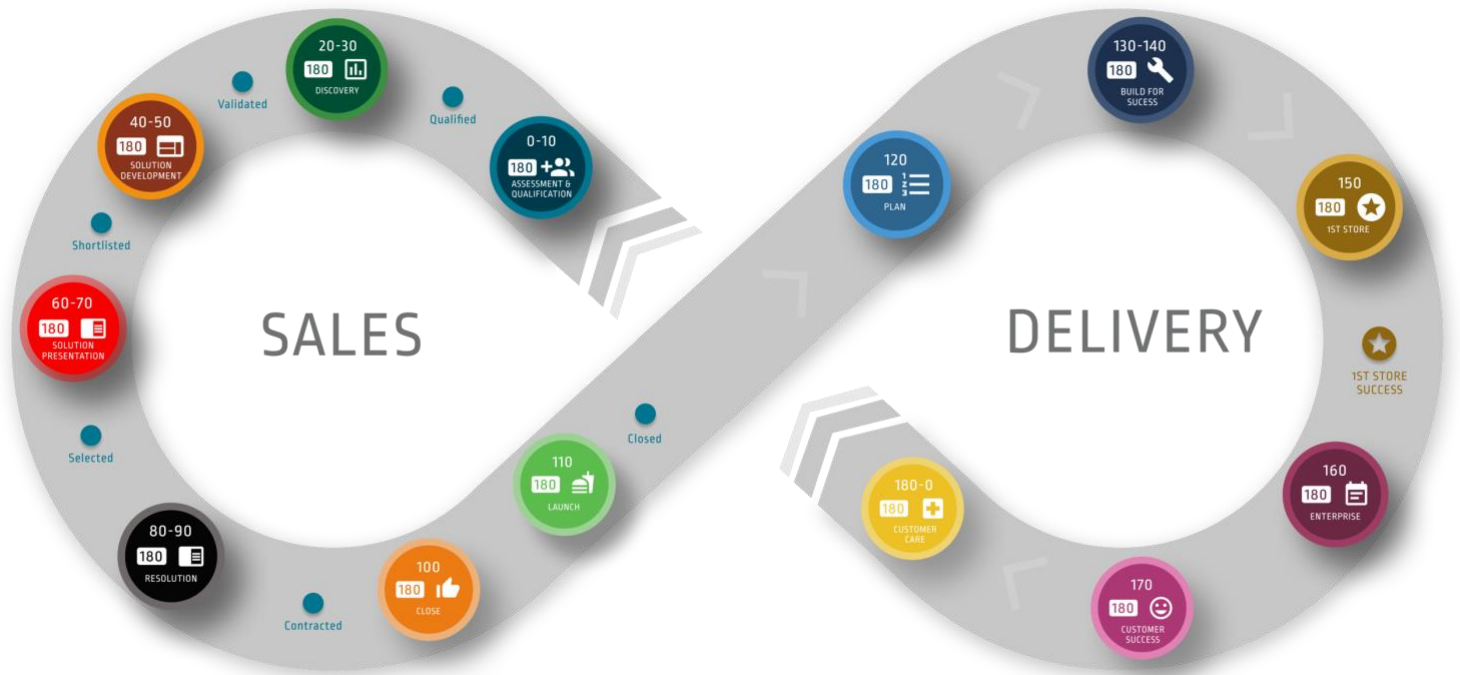 SALES
0-10
180
ASSESSMENT &
QUALIFICATION
Qualified
20-30
180
DISCOVERY
Validated
40-50
180
SOLUTION
DEVELOPMENT
Shortlisted
60-70
180
SOLUTION
PRESENTATION
Selected
80-90
180
RESOLUTION
Contracted
100
180
CLOSE
110
180
LAUNCH
Closed
DELIVERY
120
180
1
2
3
PLAN
130-140
180
BUILD FOR
SUCESS
150
180
1ST STORE
1ST STORE
SUCCESS
160
180
ENTERPRISE
170
180
CUSTOMER
SUCCESS
180-0
180
CUSTOMER
CARE